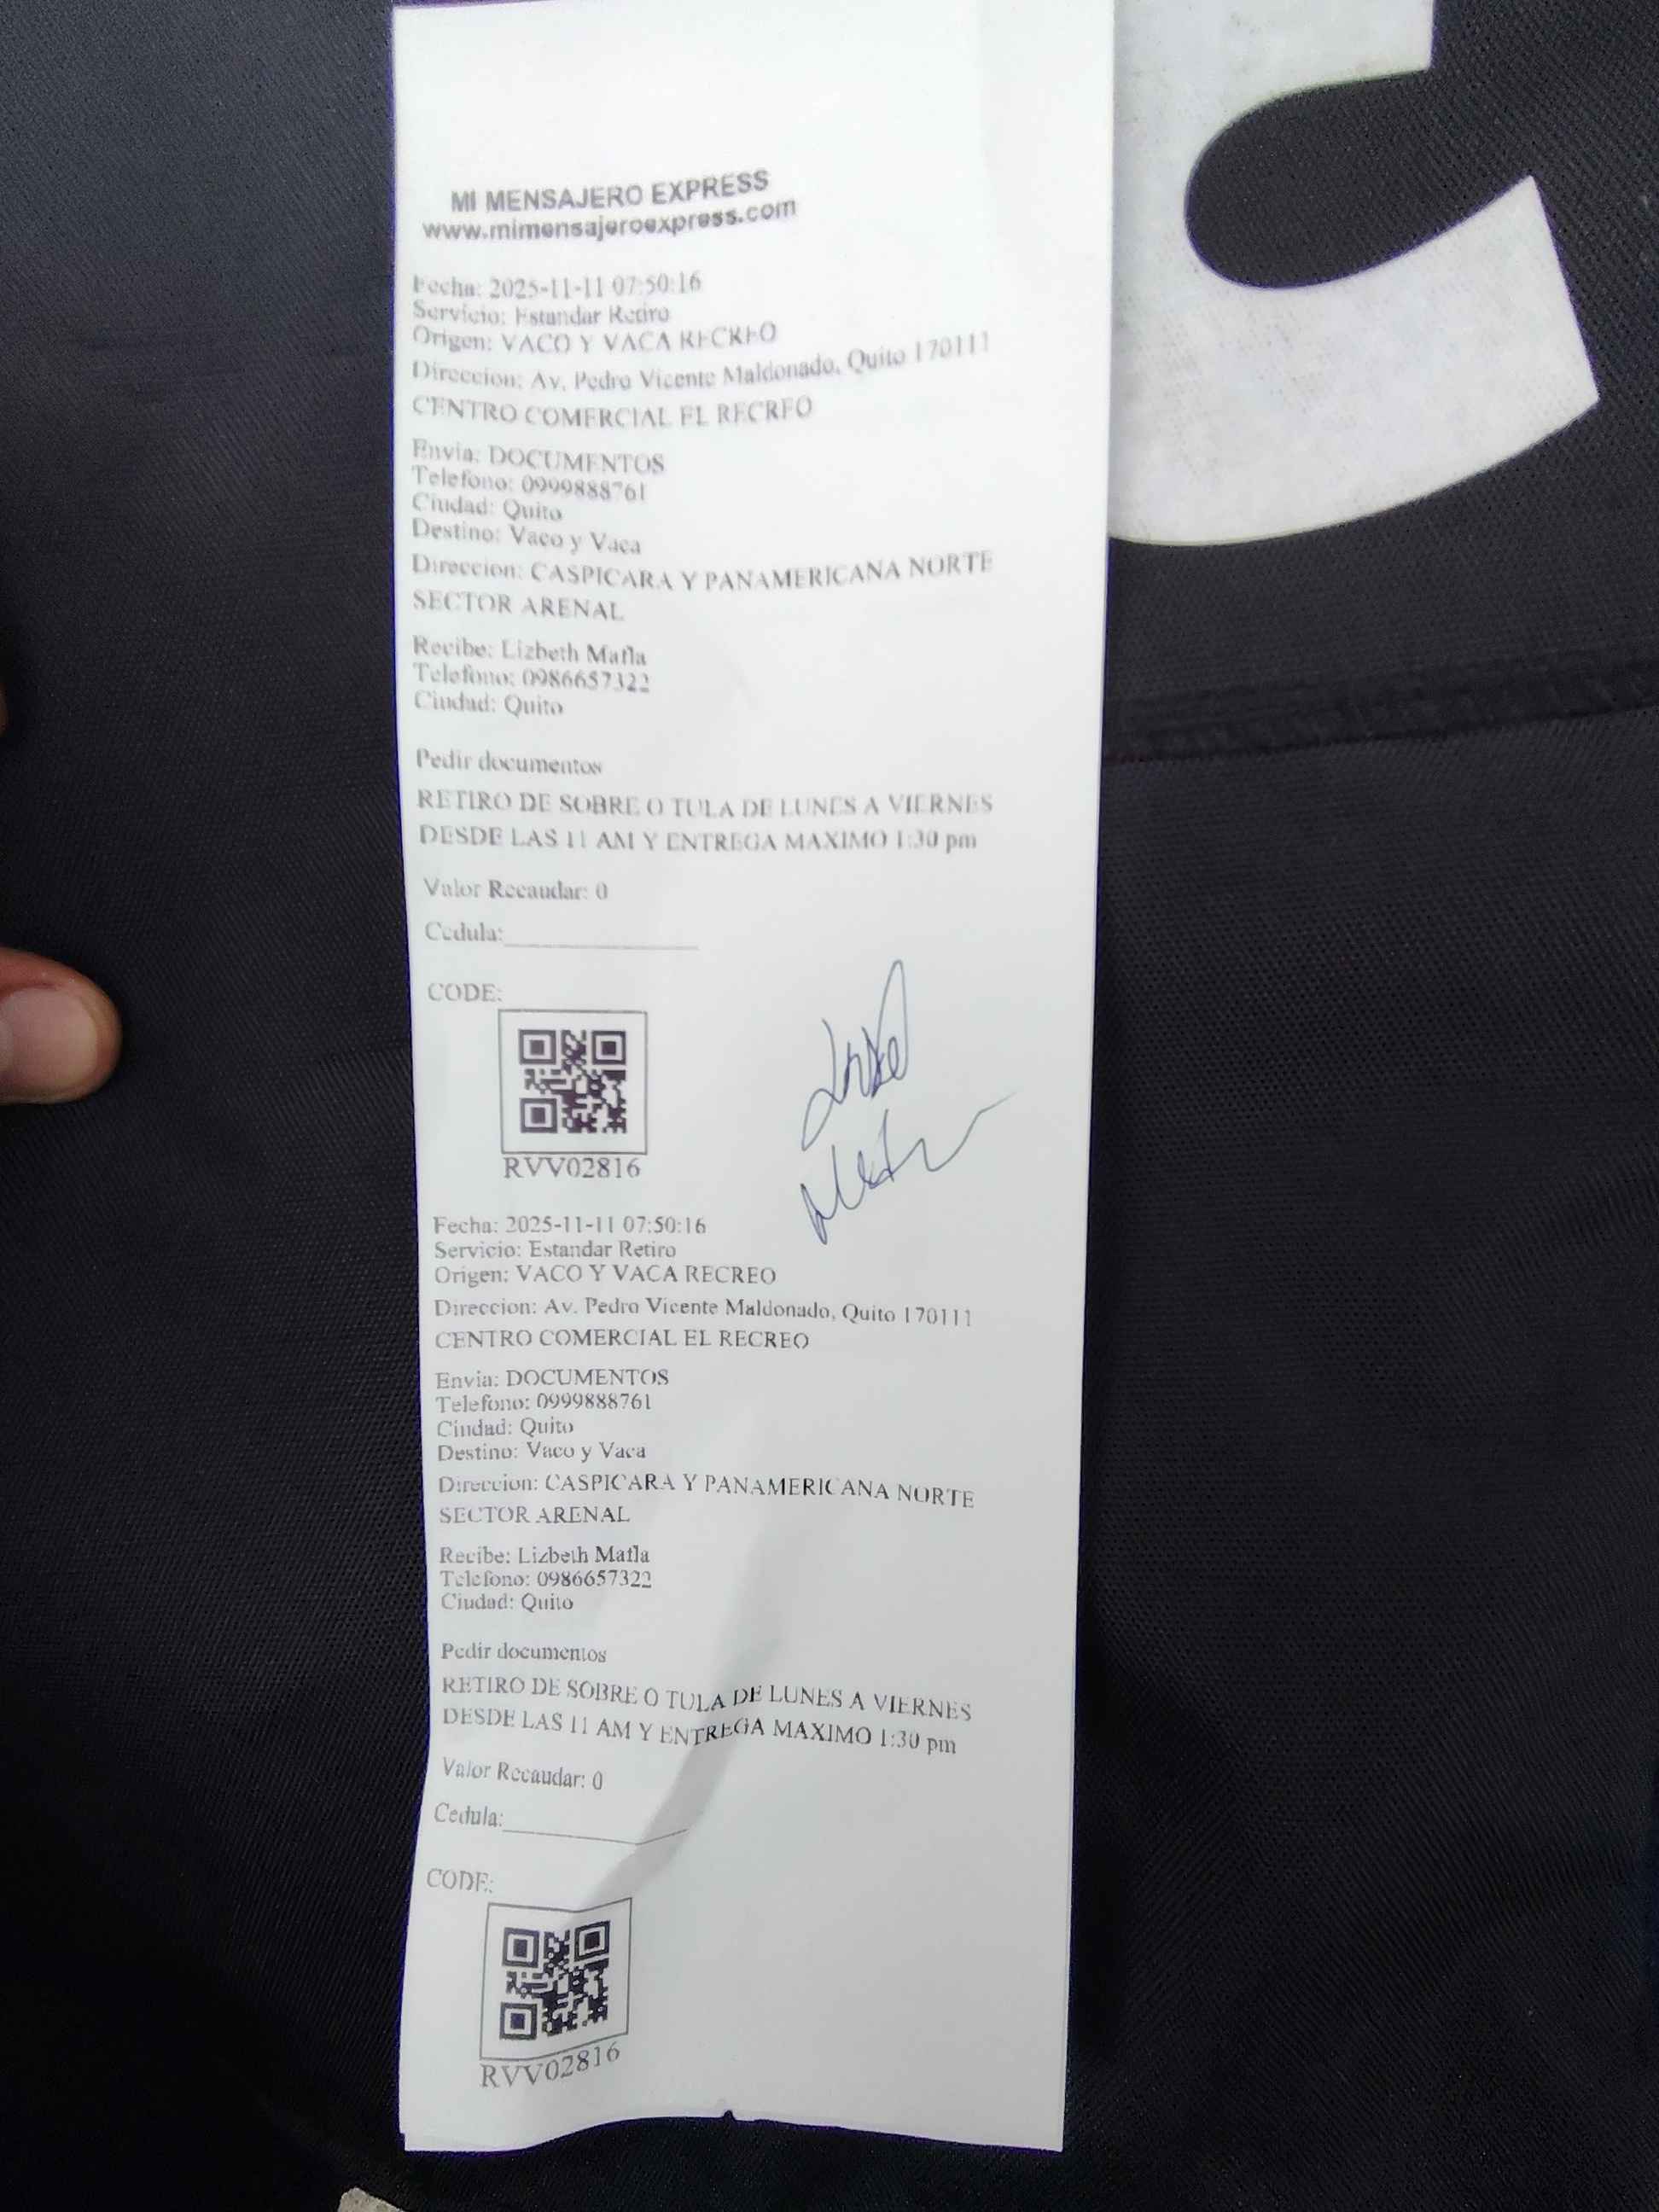 MI MENSAJERO EXPRESS
www.mimensajeroexpress.com
Fecha: 2025-11-11 07:50:16
Servicio: Estandar Retiro
Origen: VACO Y VACA RECREO
Direccion: Av. Pedro Vicente Maldonado, Quito 170111
CENTRO COMERCIAL EL RECREO
Envia: DOCUMENTOS
Telefono: 0999888761
Ciudad: Quito
Destino: Vaco y Vaca
Direccion: CASPICARA Y PANAMERICANA NORTE
SECTOR ARENAL
Recibe: Lizbeth Mafla
Telefono: 0986657322
Ciudad: Quito
Pedir documentos
RETIRO DE SOBRE O TULA DE LUNES A VIERNES
DESDE LAS 11 AM Y ENTREGA MAXIMO 1:30 pm
Valor Recaudar: 0
Cedula:
CODE:
RVV02816
Fecha: 2025-11-11 07:50:16
Servicio: Estandar Retiro
Origen: VACO Y VACA RECREO
Direccion: Av. Pedro Vicente Maldonado, Quito 170111
CENTRO COMERCIAL EL RECREO
Envia: DOCUMENTOS
Telefono: 0999888761
Ciudad: Quito
Destino: Vaco y Vaca
Direccion: CASPICARA Y PANAMERICANA NORTE
SECTOR ARENAL
Recibe: Lizbeth Mafla
Telefono: 0986657322
Ciudad: Quito
Pedir documentos
RETIRO DE SOBRE O TULA DE LUNES A VIERNES
DESDE LAS 11 AM Y ENTREGA MAXIMO 1:30 pm
Valor Recaudar: 0
Cedula:
CODE:
RVV02816